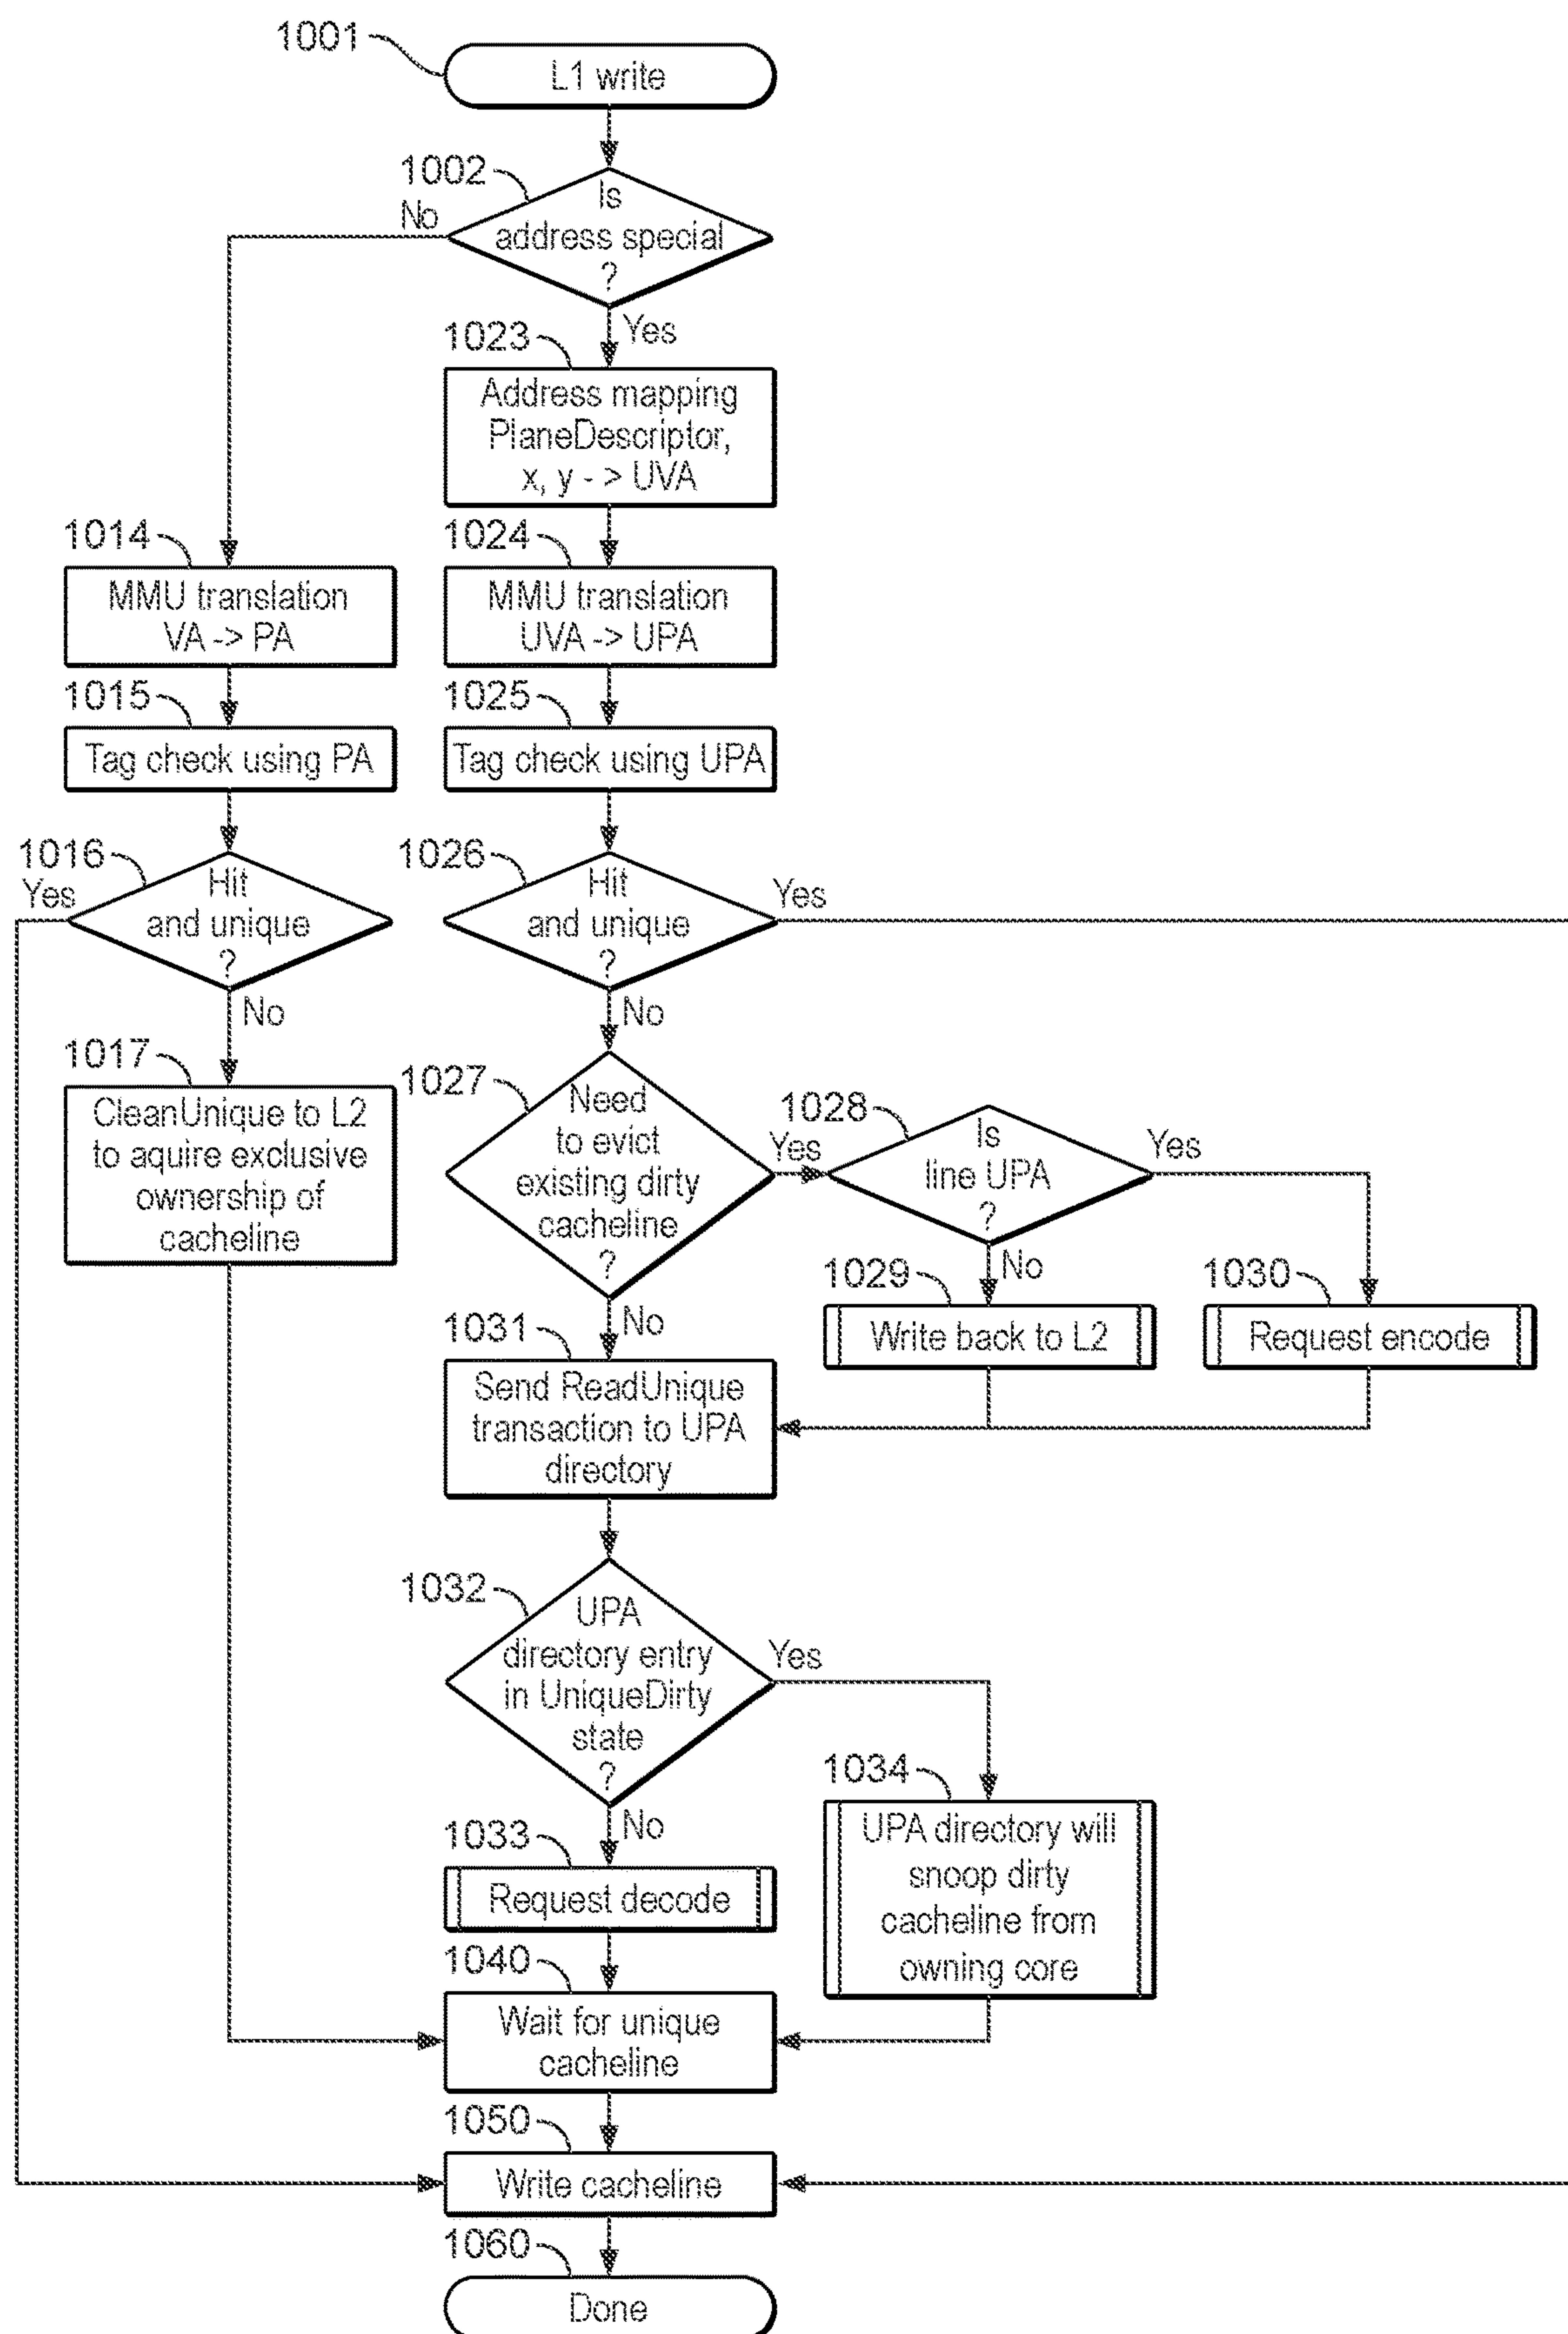 1001
L1 write
1002
Is
address special
?
No
Yes
1023
Address mapping
PlaneDescriptor,
x, y - > UVA
1014
MMU translation
VA -> PA
1024
MMU translation
UVA -> UPA
1015
Tag check using PA
1025
Tag check using UPA
1016
Yes
Hit
and unique
?
No
1026
Hit
and unique
?
Yes
No
1017
CleanUnique to L2
to aquire exclusive
ownership of
cacheline
1027
Need
to evict
existing dirty
cacheline
?
Yes
No
1028
Is
line UPA
?
Yes
No
1029
Write back to L2
1030
Request encode
1031
Send ReadUnique
transaction to UPA
directory
1032
UPA
directory entry
in UniqueDirty
state
?
Yes
No
1033
Request decode
1034
UPA directory will
snoop dirty
cacheline from
owning core
1040
Wait for unique
cacheline
1050
Write cacheline
1060
Done